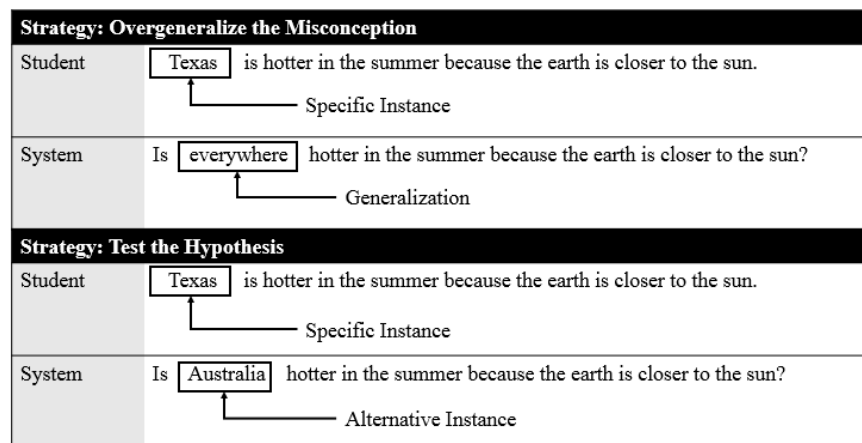 Strategy: Overgeneralize the Misconception
Student Texas is hotter in the summer because the earth is closer to the sun.
Specific Instance
System Is everywhere hotter in the summer because the earth is closer to the sun?
Generalization
Strategy: Test the Hypothesis
Student Texas is hotter in the summer because the earth is closer to the sun.
Specific Instance
System Is Australia hotter in the summer because the earth is closer to the sun?
Alternative Instance